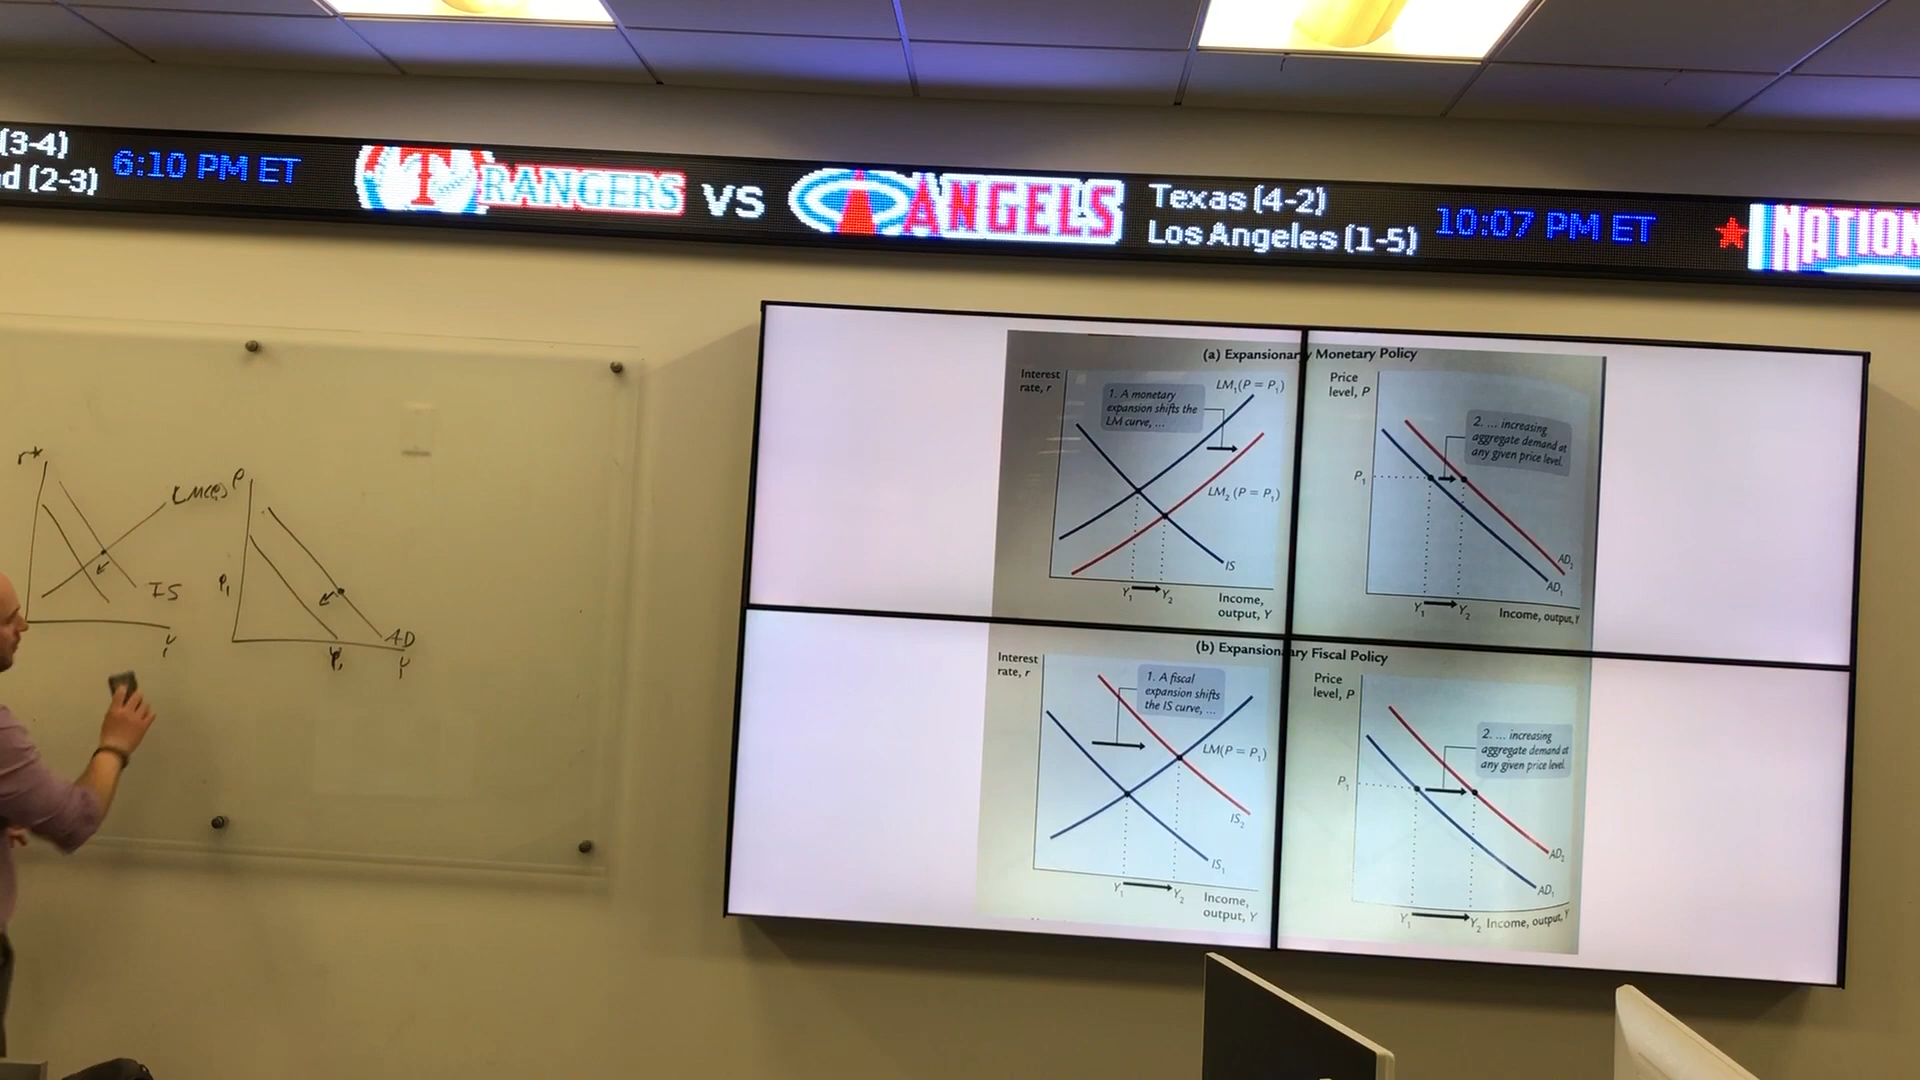 (3-4)
d (2-3)
6:10 PM ET
T
RANGERS
VS
ANGELS
Texas (4-2)
Los Angeles (1-5)
10:07 PM ET
NATION
r*
LM(P)
IS
Y
P
P₁
AD
Y₁
Y
(a) Expansionary Monetary Policy
Interest
rate, r
1. A monetary
expansion shifts the
LM curve, ...
LM₁(P = P₁)
LM₂ (P = P₁)
IS
Y₁
Y₂
Income,
output, Y
Price
level, P
2. ... increasing
aggregate demand at
any given price level.
P₁
AD₂
AD₁
Y₁
Y₂
Income, output, Y
(b) Expansionary Fiscal Policy
Interest
rate, r
1. A fiscal
expansion shifts
the IS curve, ...
LM(P = P₁)
IS₂
IS₁
Y₁
Y₂
Income,
output, Y
Price
level, P
2. ... increasing
aggregate demand at
any given price level.
P₁
AD₂
AD₁
Y₁
Y₂
Income, output, Y